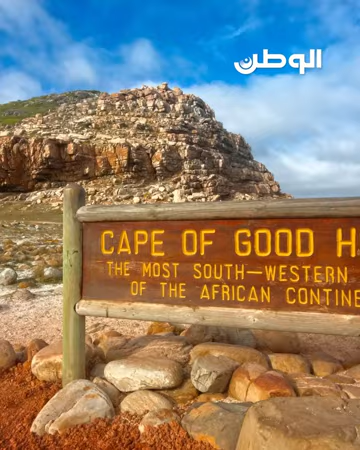 الوطن
CAPE OF GOOD H
THE MOST SOUTH-WESTERN
OF THE AFRICAN CONTINE